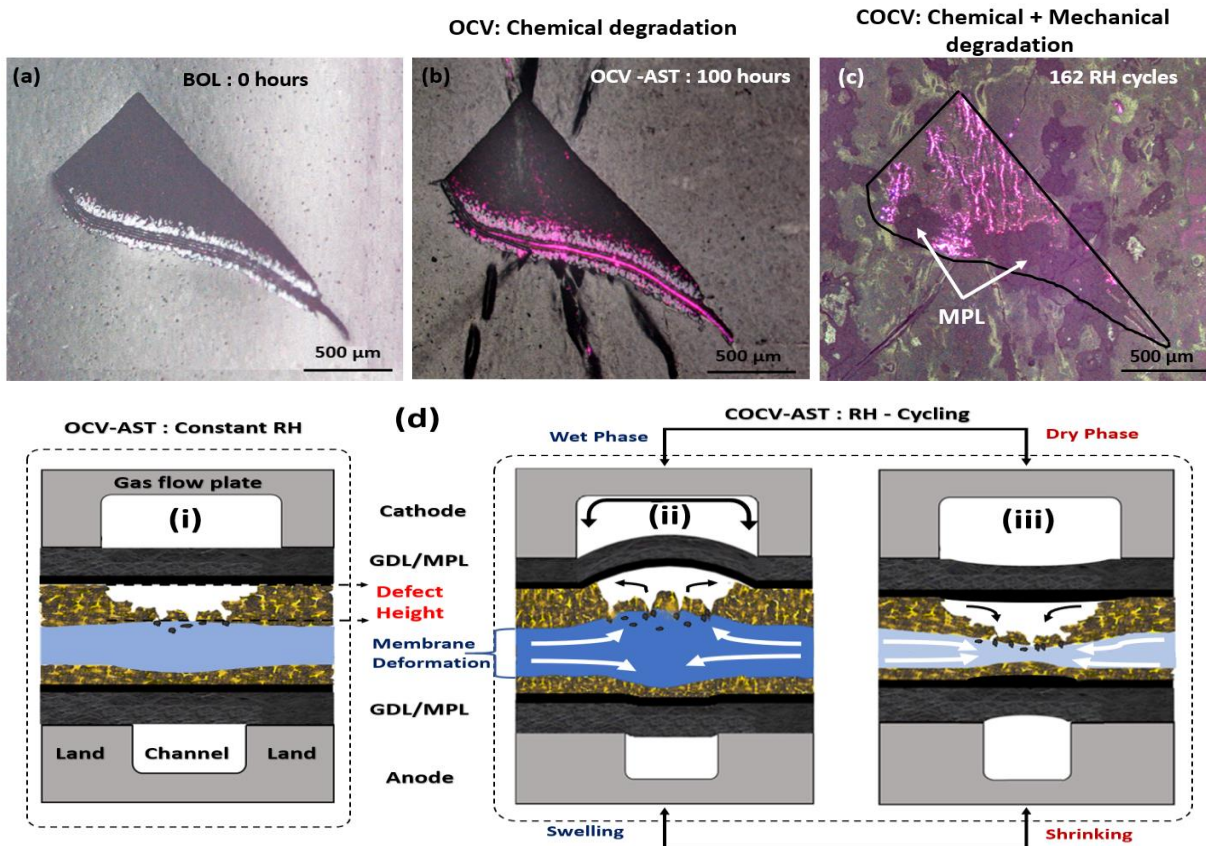 OCV: Chemical degradation
COCV: Chemical + Mechanical
degradation
(a)
BOL : 0 hours
500 µm
(b)
OCV -AST : 100 hours
500 µm
(c)
162 RH cycles
MPL
500 µm
(d)
OCV-AST : Constant RH
COCV-AST : RH - Cycling
Wet Phase
Dry Phase
Gas flow plate
(i)
Cathode
(ii)
(iii)
GDL/MPL
Defect
Height
Membrane
Deformation
GDL/MPL
Land
Channel
Land
Anode
Swelling
Shrinking